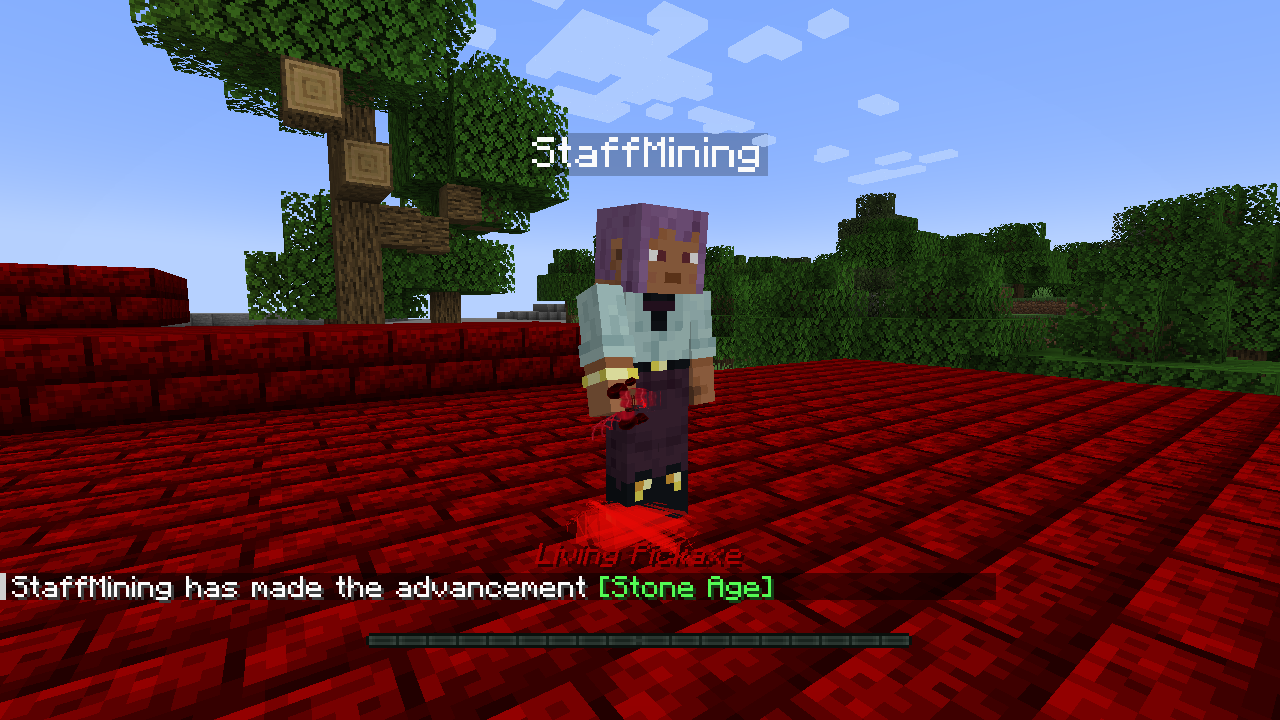 StaffMining
Living Pickaxe
StaffMining has made the advancement [Stone Age]